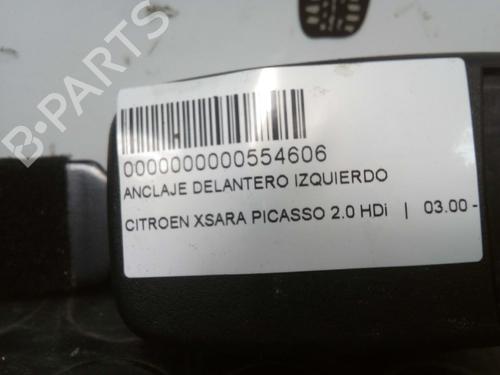 B-PARTS
0000000000554606
ANCLAJE DELANTERO IZQUIERDO
CITROEN XSARA PICASSO 2.0 HDi | 03.00 -